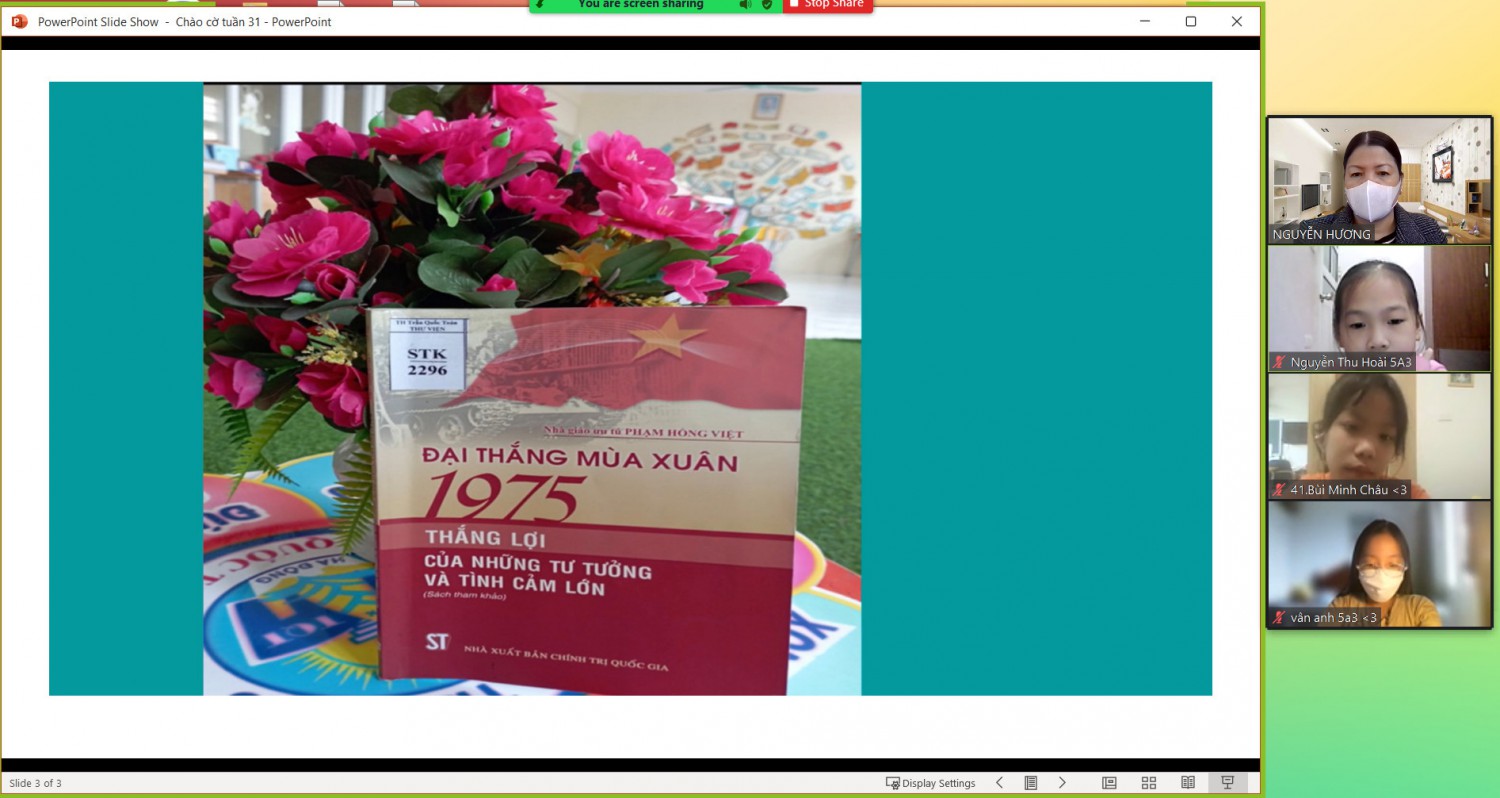 You are screen sharing
Stop Share
PowerPoint Slide Show - Chào cờ tuần 31 - PowerPoint
TH Trần Quốc Toản
THƯ VIỆN
STK
2296
Nhà giáo ưu tú PHẠM HỒNG VIỆT
ĐẠI THẮNG MÙA XUÂN
1975
THẮNG LỢI
CỦA NHỮNG TƯ TƯỞNG
VÀ TÌNH CẢM LỚN
(Sách tham khảo)
ST
NHÀ XUẤT BẢN CHÍNH TRỊ QUỐC GIA
HÀ ĐÔNG
NGUYỄN HƯƠNG
Nguyễn Thu Hoài 5A3
41.Bùi Minh Châu <3
vân anh 5a3 <3
Slide 3 of 3
Display Settings